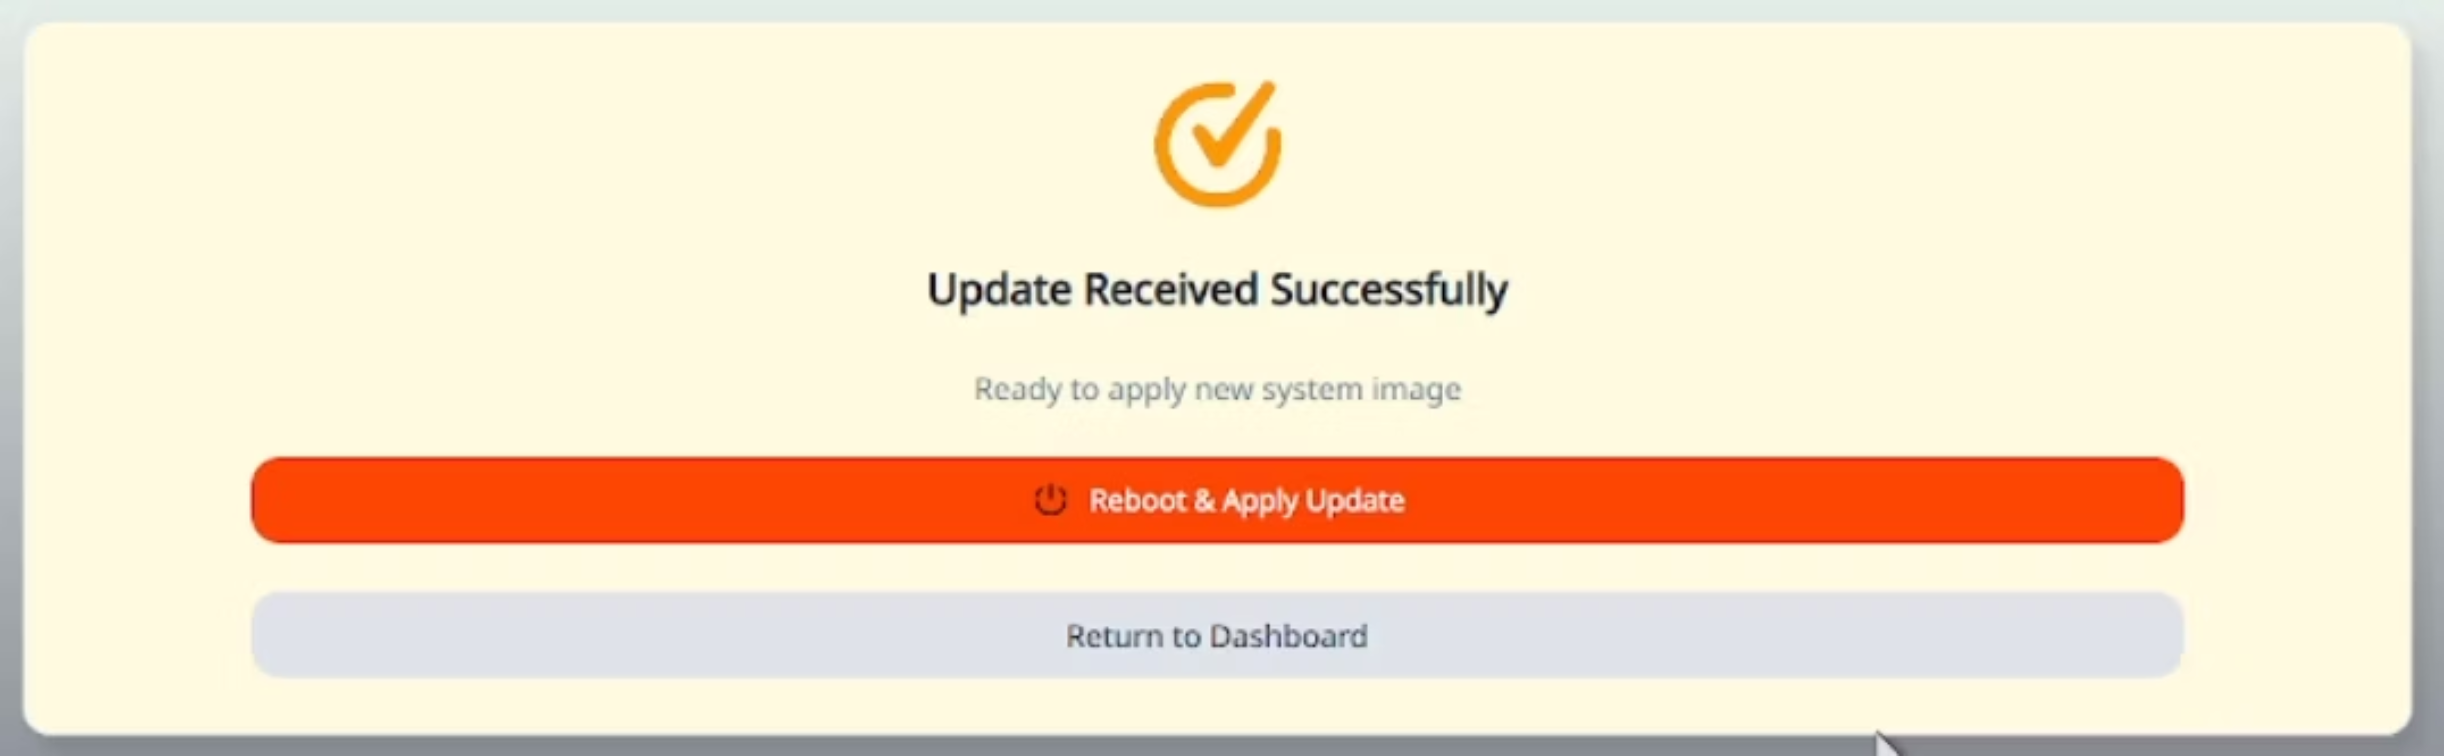 Update Received Successfully
Ready to apply new system image
Reboot & Apply Update
Return to Dashboard